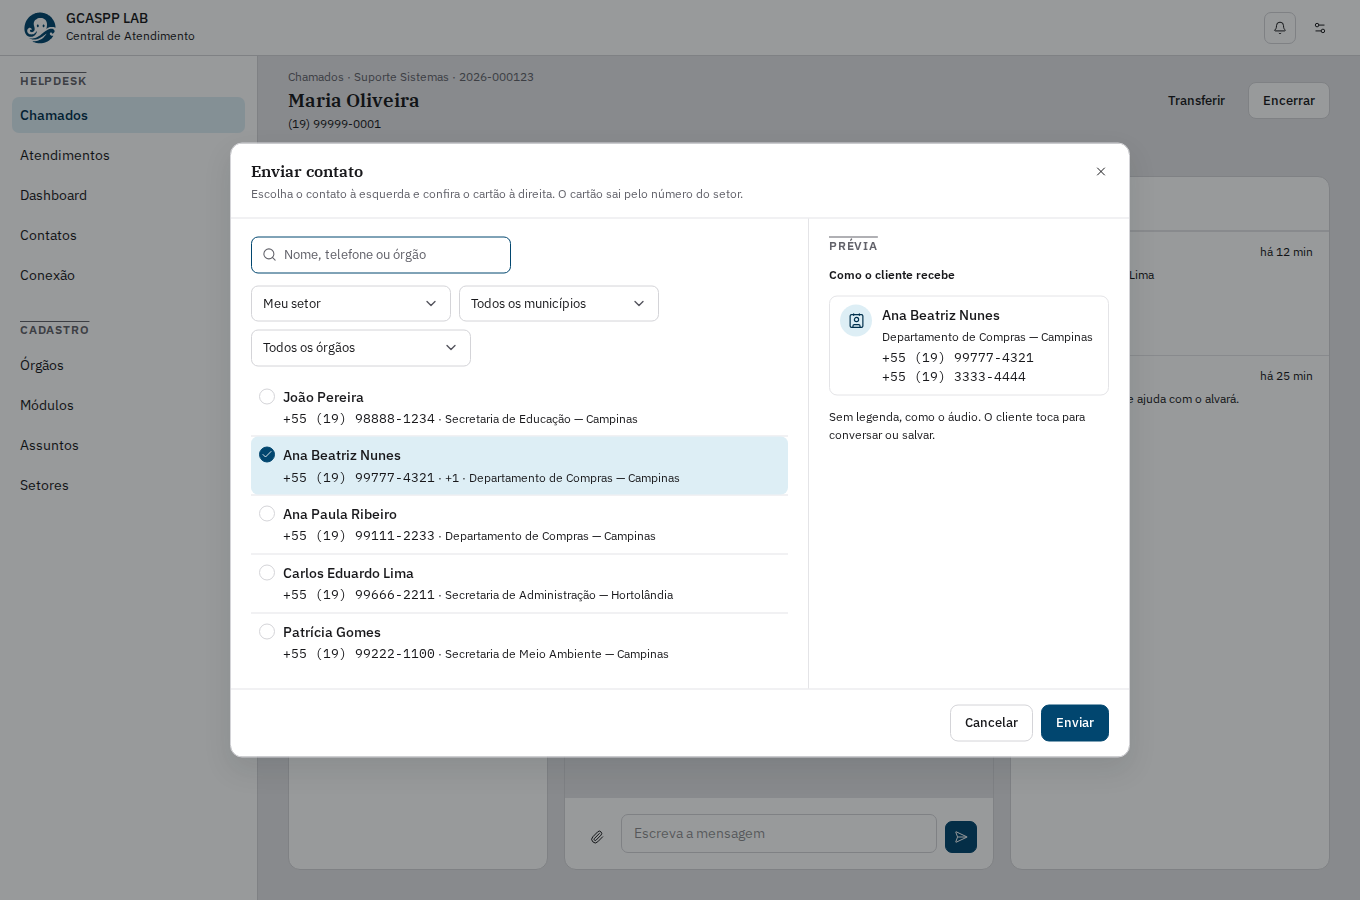 GCASPP LAB
Central de Atendimento
HELPDESK
Chamados
Atendimentos
Dashboard
Contatos
Conexão
CADASTRO
Órgãos
Módulos
Assuntos
Setores
Chamados · Suporte Sistemas · 2026-000123
Maria Oliveira
(19) 99999-0001
Transferir
Encerrar
Enviar contato
Escolha o contato à esquerda e confira o cartão à direita. O cartão sai pelo número do setor.
Nome, telefone ou órgão
Meu setor
Todos os municípios
Todos os órgãos
João Pereira
+55 (19) 98888-1234 · Secretaria de Educação — Campinas
Ana Beatriz Nunes
+55 (19) 99777-4321 · +1 · Departamento de Compras — Campinas
Ana Paula Ribeiro
+55 (19) 99111-2233 · Departamento de Compras — Campinas
Carlos Eduardo Lima
+55 (19) 99666-2211 · Secretaria de Administração — Hortolândia
Patrícia Gomes
+55 (19) 99222-1100 · Secretaria de Meio Ambiente — Campinas
PRÉVIA
Como o cliente recebe
Ana Beatriz Nunes
Departamento de Compras — Campinas
+55 (19) 99777-4321
+55 (19) 3333-4444
Sem legenda, como o áudio. O cliente toca para
conversar ou salvar.
Cancelar
Enviar
há 12 min
Lima
há 25 min
e ajuda com o alvará.
Escreva a mensagem